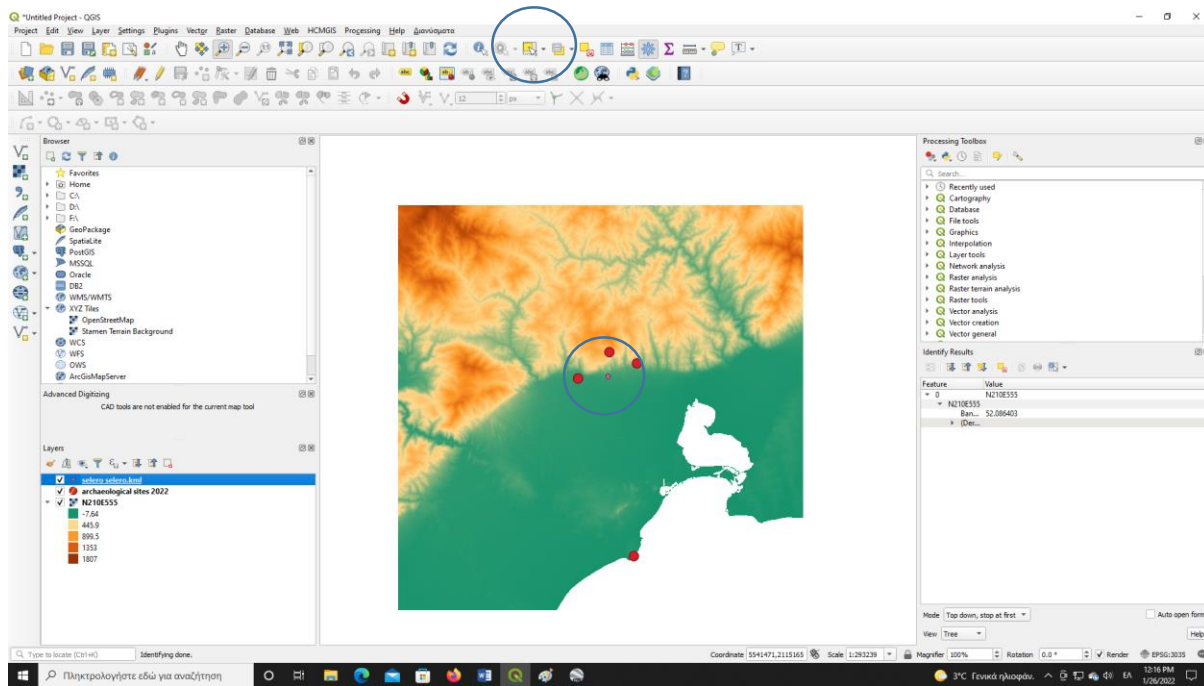 *Untitled Project - QGIS
Project Edit View Layer Settings Plugins Vector Raster Database Web HCMGIS Processing Help Διανύσματα
12 px
Browser
Favorites
Home
C:\
D:\
F:\
GeoPackage
SpatiaLite
PostGIS
MSSQL
Oracle
DB2
WMS/WMTS
XYZ Tiles
OpenStreetMap
Stamen Terrain Background
WCS
WFS
OWS
ArcGisMapServer
Advanced Digitizing
CAD tools are not enabled for the current map tool
Layers
selero selero.kml
archaeological sites 2022
N210E555
-7.64
445.9
899.5
1353
1807
Processing Toolbox
Search...
Recently used
Cartography
Database
File tools
Graphics
Interpolation
Layer tools
Network analysis
Raster analysis
Raster terrain analysis
Raster tools
Vector analysis
Vector creation
Vector general
Identify Results
Feature Value
0 N210E555
N210E555
Ban... 52.086403
(Der...
Mode Top down, stop at first Auto open form
View Tree Help
Type to locate (Ctrl+K) Identifying done. Coordinate 5541471,2115165 Scale 1:293239 Magnifier 100% Rotation 0.0 ° Render EPSG:3035
Πληκτρολογήστε εδώ για αναζήτηση 3°C Γενικά ηλιοφάν. ΕΛ 12:16 PM
1/26/2022